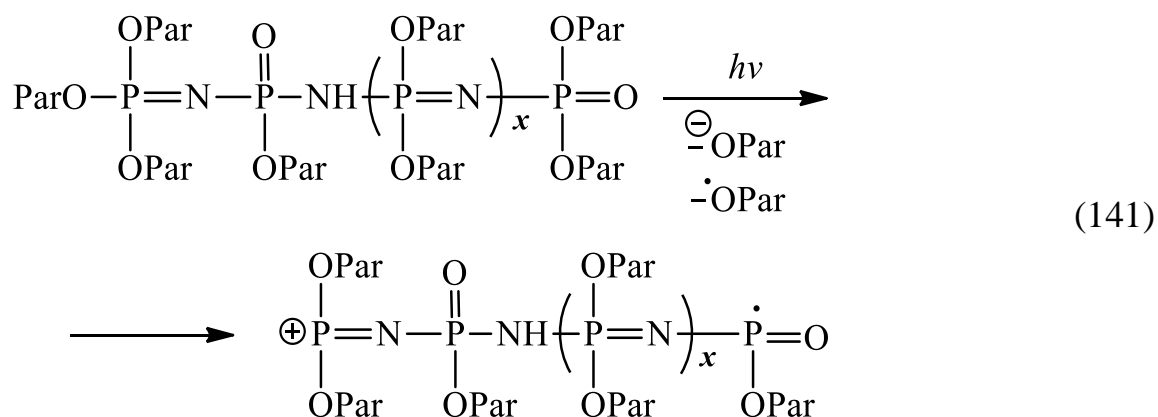 OPar O OPar OPar
ParO–P=N–P–NH–(P=N)x–P=O hν
OPar OPar OPar OPar
⊖
–OPar
–•OPar
(141)
OPar O OPar
⊕P=N–P–NH–(P=N)x–P•=O
OPar OPar OPar OPar